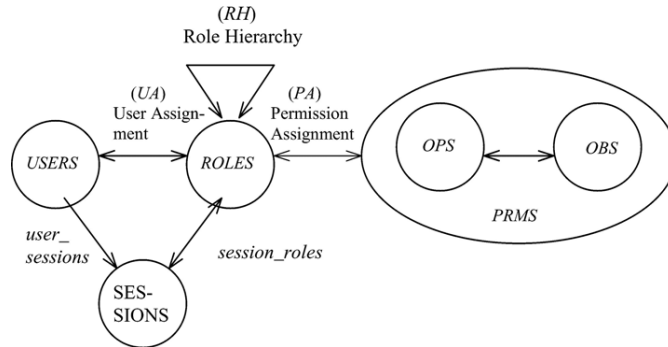 (RH)
Role Hierarchy
(UA)
User Assign-
ment
(PA)
Permission
Assignment
USERS
ROLES
OPS
OBS
PRMS
user_
sessions
session_roles
SES-
SIONS